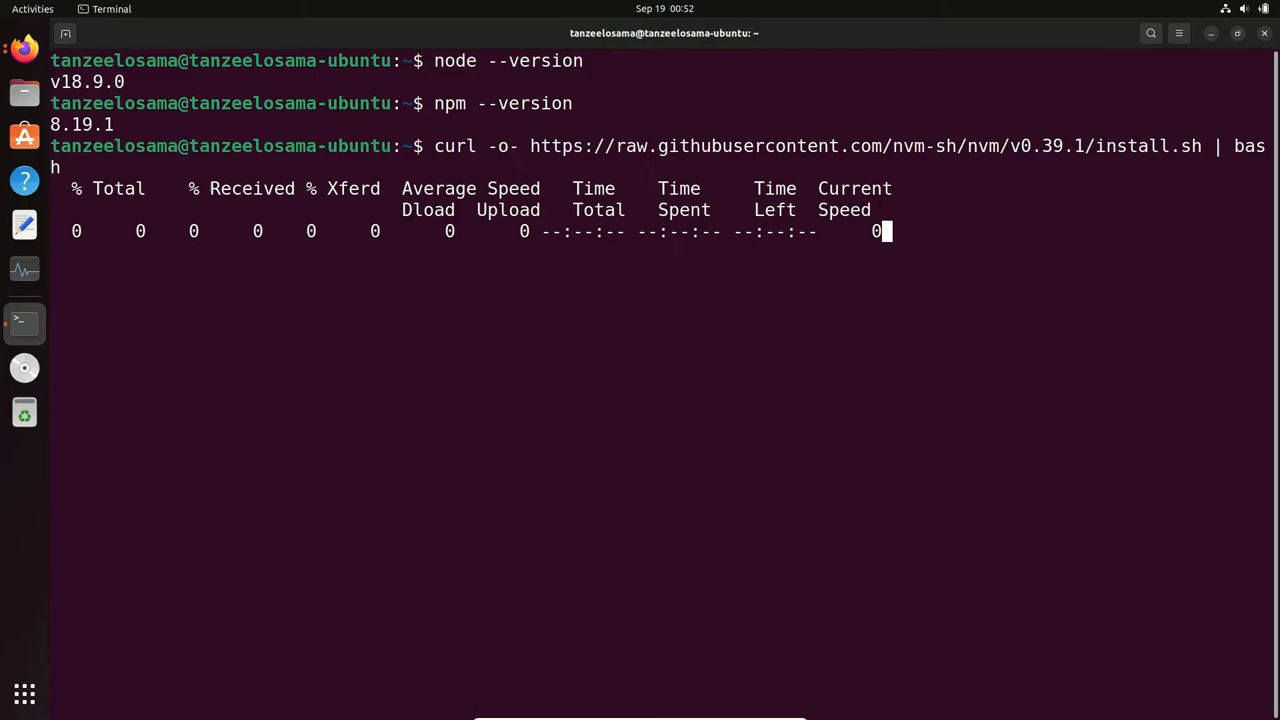 Activities
Terminal
Sep 19 00:52
tanzeelosama@tanzeelosama-ubuntu: ~
tanzeelosama@tanzeelosama-ubuntu:~$ node --version
v18.9.0
tanzeelosama@tanzeelosama-ubuntu:~$ npm --version
8.19.1
tanzeelosama@tanzeelosama-ubuntu:~$ curl -o- https://raw.githubusercontent.com/nvm-sh/nvm/v0.39.1/install.sh | bas
h
% Total % Received % Xferd Average Speed Time Time Time Current
Dload Upload Total Spent Left Speed
0 0 0 0 0 0 0 0 --:--:-- --:--:-- --:--:-- 0